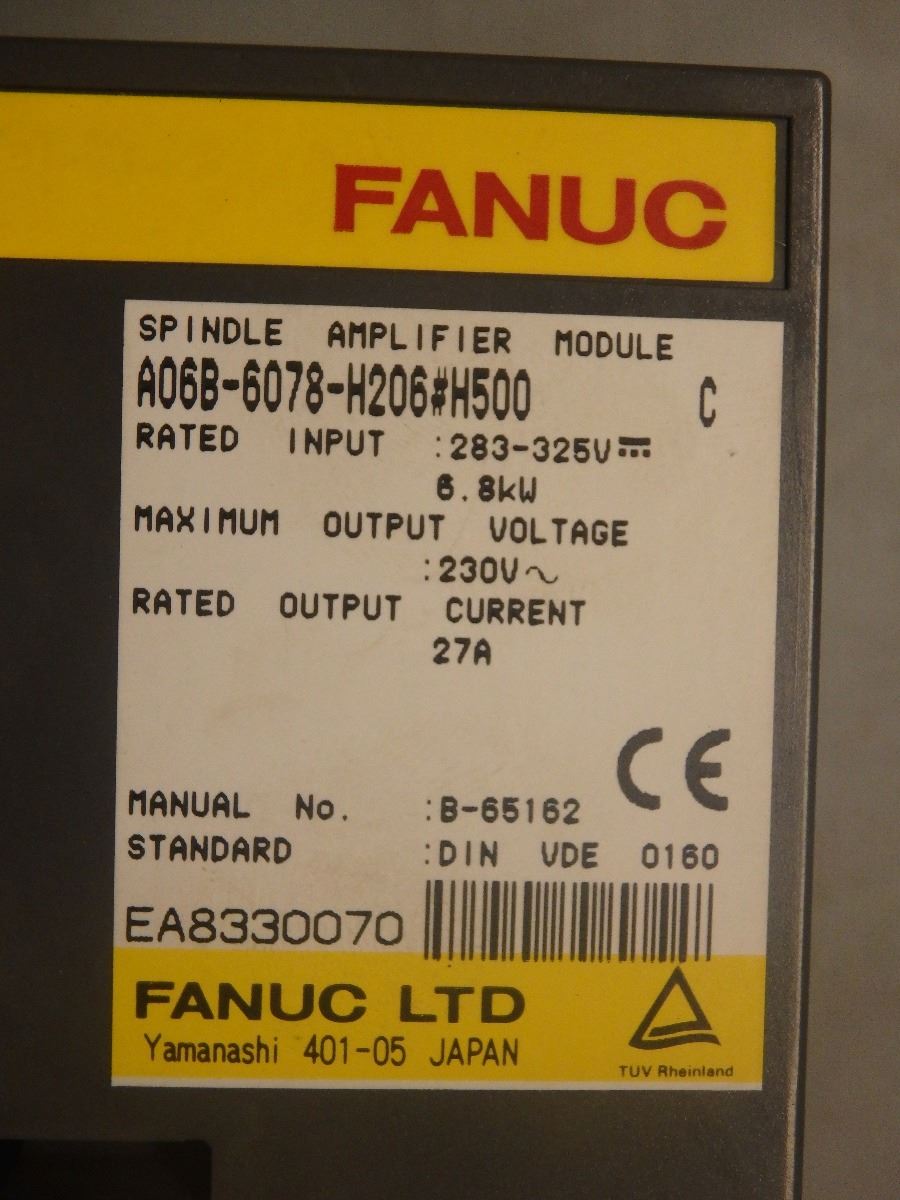 FANUC
SPINDLE AMPLIFIER MODULE
A06B-6078-H206#H500 C
RATED INPUT :283-325V⎓
6.8kW
MAXIMUM OUTPUT VOLTAGE
:230V~
RATED OUTPUT CURRENT
27A
CE
MANUAL No. :B-65162
STANDARD :DIN VDE 0160
EA8330070
FANUC LTD
Yamanashi 401-05 JAPAN
TUV Rheinland